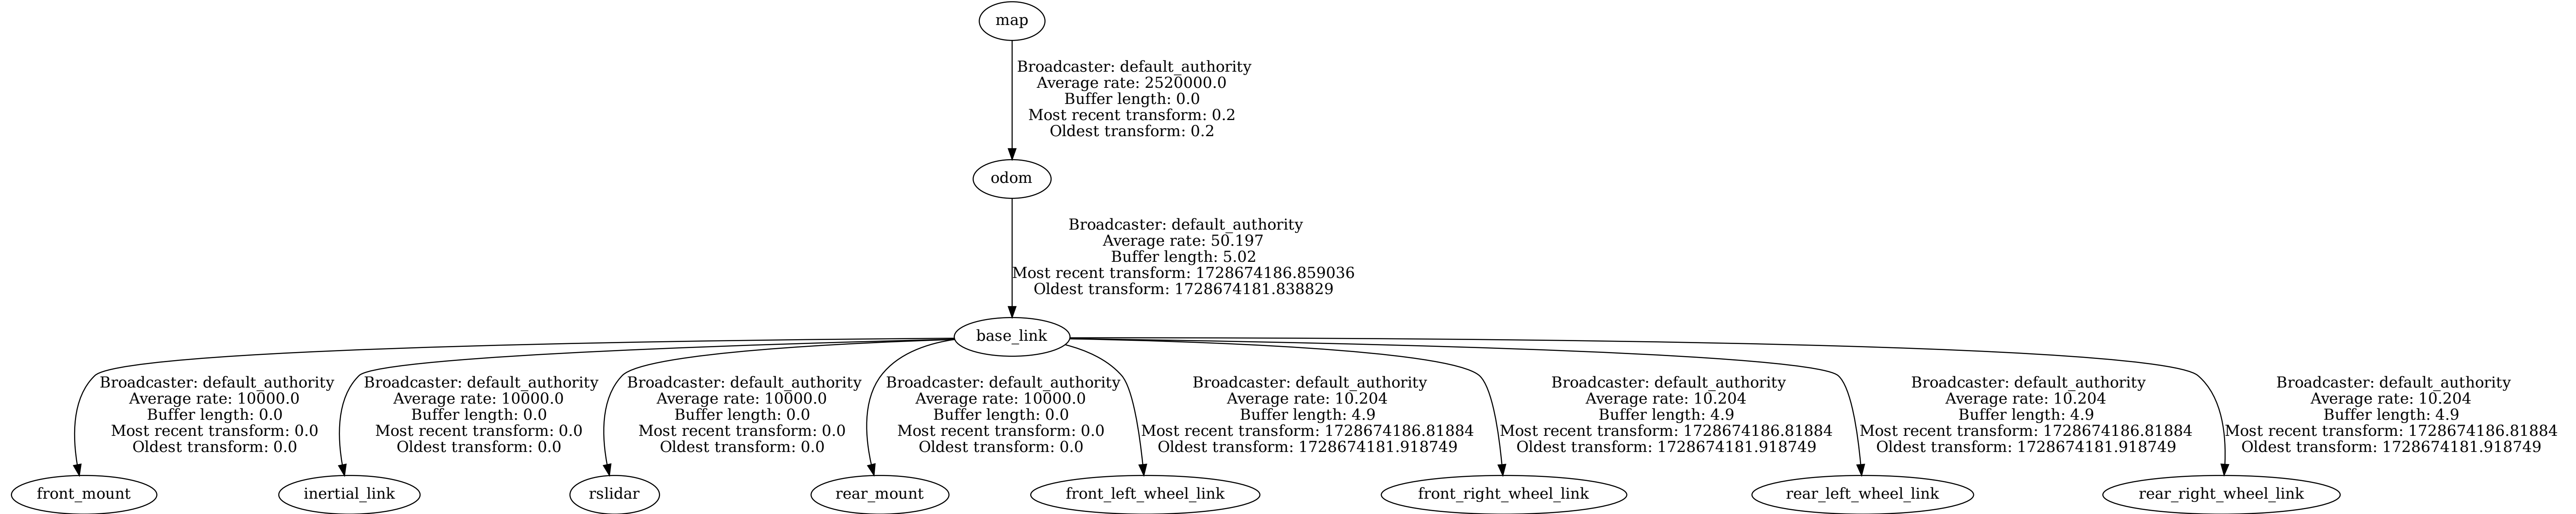 map
Broadcaster: default_authority
Average rate: 2520000.0
Buffer length: 0.0
Most recent transform: 0.2
Oldest transform: 0.2
odom
Broadcaster: default_authority
Average rate: 50.197
Buffer length: 5.02
Most recent transform: 1728674186.859036
Oldest transform: 1728674181.838829
base_link
Broadcaster: default_authority
Average rate: 10000.0
Buffer length: 0.0
Most recent transform: 0.0
Oldest transform: 0.0
Broadcaster: default_authority
Average rate: 10000.0
Buffer length: 0.0
Most recent transform: 0.0
Oldest transform: 0.0
Broadcaster: default_authority
Average rate: 10000.0
Buffer length: 0.0
Most recent transform: 0.0
Oldest transform: 0.0
Broadcaster: default_authority
Average rate: 10000.0
Buffer length: 0.0
Most recent transform: 0.0
Oldest transform: 0.0
Broadcaster: default_authority
Average rate: 10.204
Buffer length: 4.9
Most recent transform: 1728674186.81884
Oldest transform: 1728674181.918749
Broadcaster: default_authority
Average rate: 10.204
Buffer length: 4.9
Most recent transform: 1728674186.81884
Oldest transform: 1728674181.918749
Broadcaster: default_authority
Average rate: 10.204
Buffer length: 4.9
Most recent transform: 1728674186.81884
Oldest transform: 1728674181.918749
Broadcaster: default_authority
Average rate: 10.204
Buffer length: 4.9
Most recent transform: 1728674186.81884
Oldest transform: 1728674181.918749
front_mount
inertial_link
rslidar
rear_mount
front_left_wheel_link
front_right_wheel_link
rear_left_wheel_link
rear_right_wheel_link